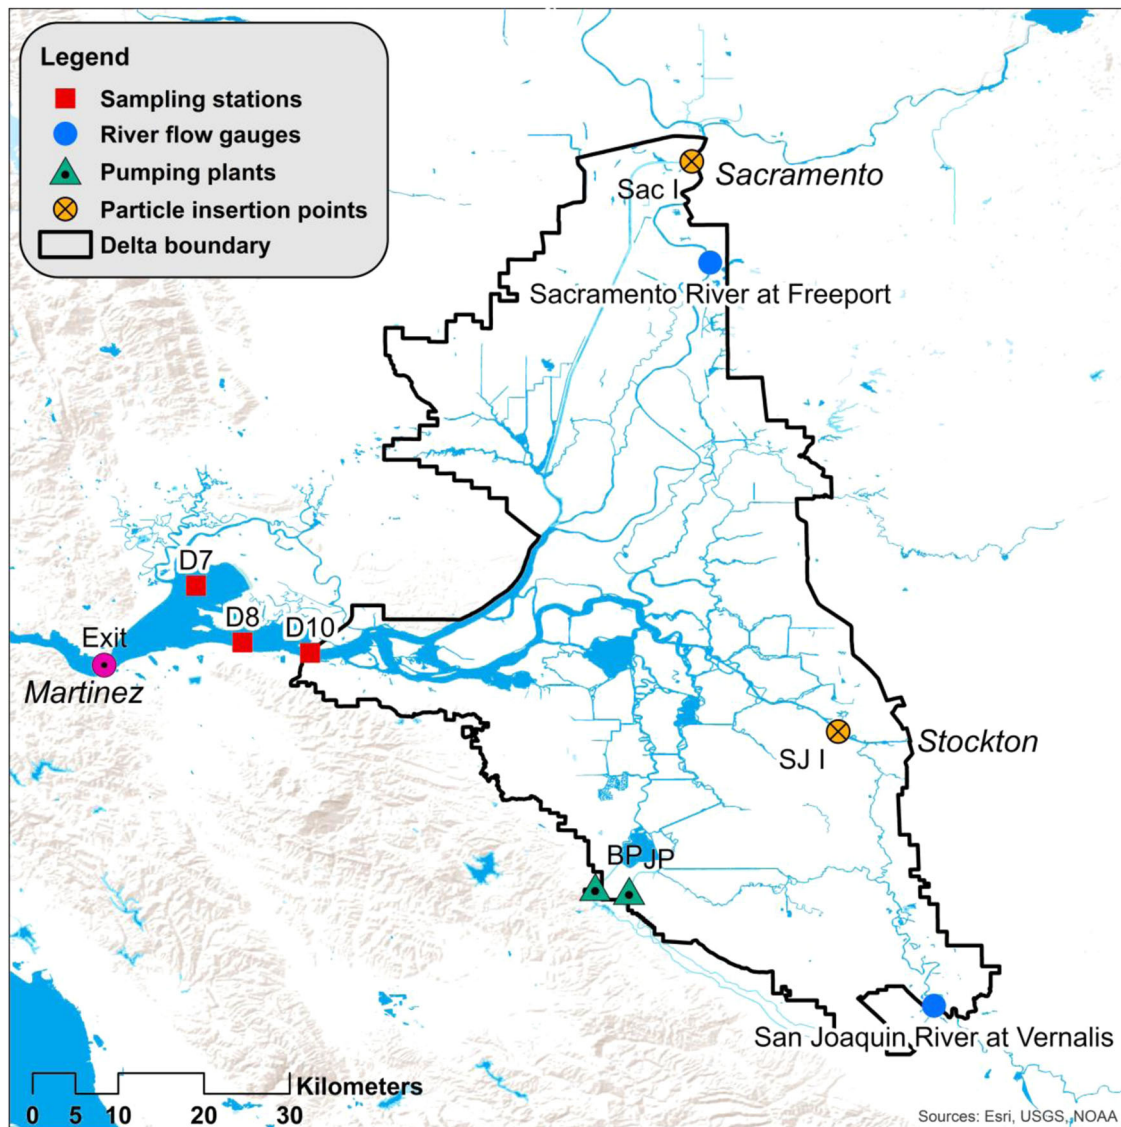 Legend
Sampling stations
River flow gauges
Pumping plants
Particle insertion points
Delta boundary
Sac I
Sacramento
Sacramento River at Freeport
D7
D8
D10
Exit
Martinez
SJ I
Stockton
BP
JP
San Joaquin River at Vernalis
Kilometers
0 5 10 20 30
Sources: Esri, USGS, NOAA